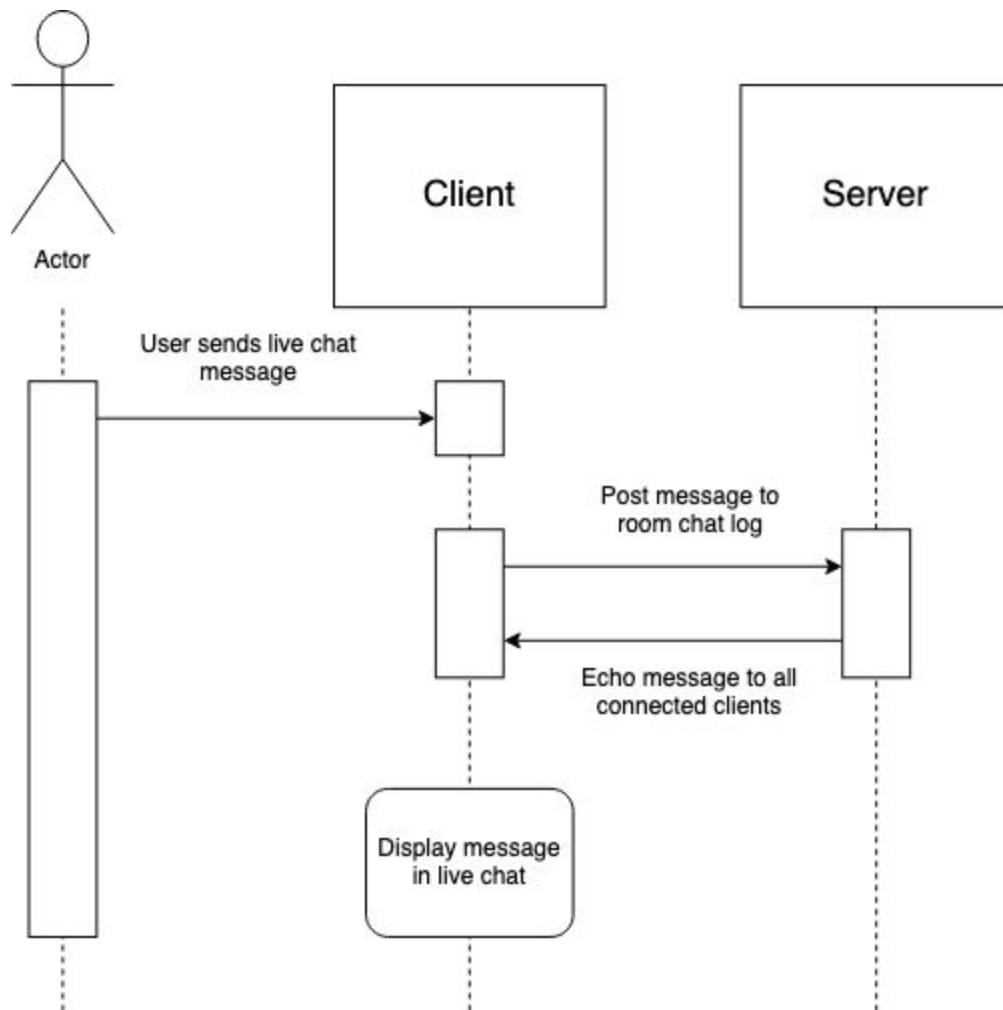 Client
Server
Actor
User sends live chat
message
Post message to
room chat log
Echo message to all
connected clients
Display message
in live chat